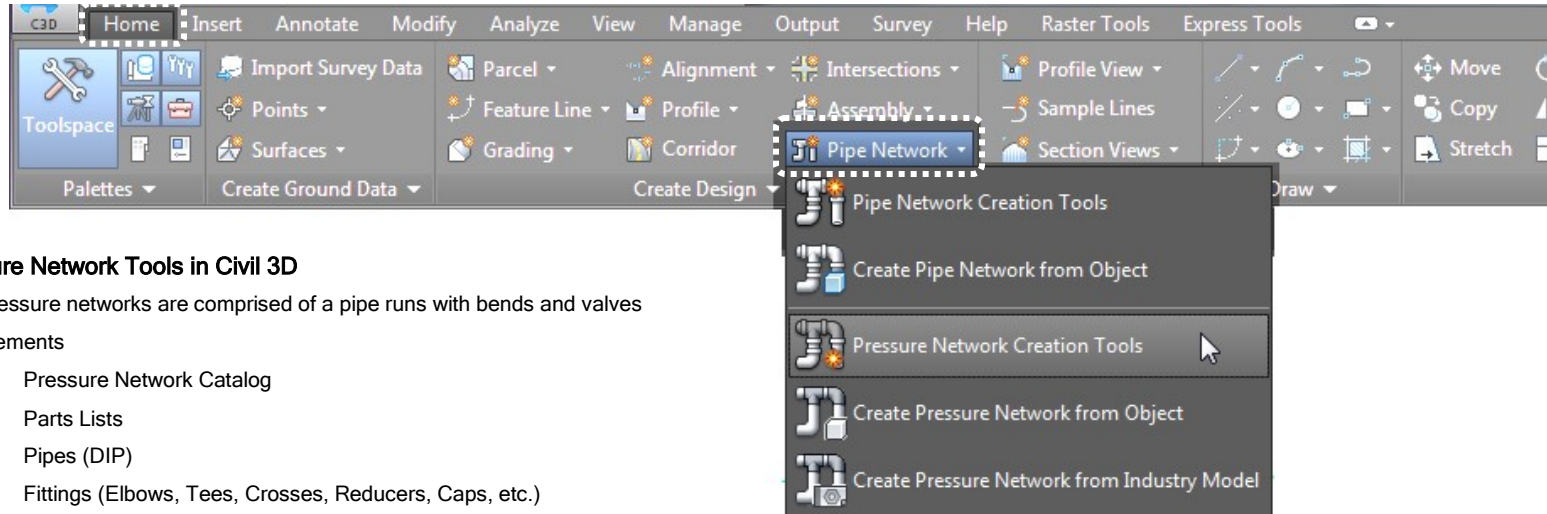 C3D Home Insert Annotate Modify Analyze View Manage Output Survey Help Raster Tools Express Tools
Toolspace
Import Survey Data
Points
Surfaces
Parcel
Feature Line
Grading
Alignment
Profile
Corridor
Intersections
Assembly
Pipe Network
Profile View
Sample Lines
Section Views
Move
Copy
Stretch
Palettes
Create Ground Data
Create Design
Draw
Pipe Network Creation Tools
Create Pipe Network from Object
Pressure Network Creation Tools
Create Pressure Network from Object
Create Pressure Network from Industry Model
ure Network Tools in Civil 3D
essure networks are comprised of a pipe runs with bends and valves
ements
Pressure Network Catalog
Parts Lists
Pipes (DIP)
Fittings (Elbows, Tees, Crosses, Reducers, Caps, etc.)